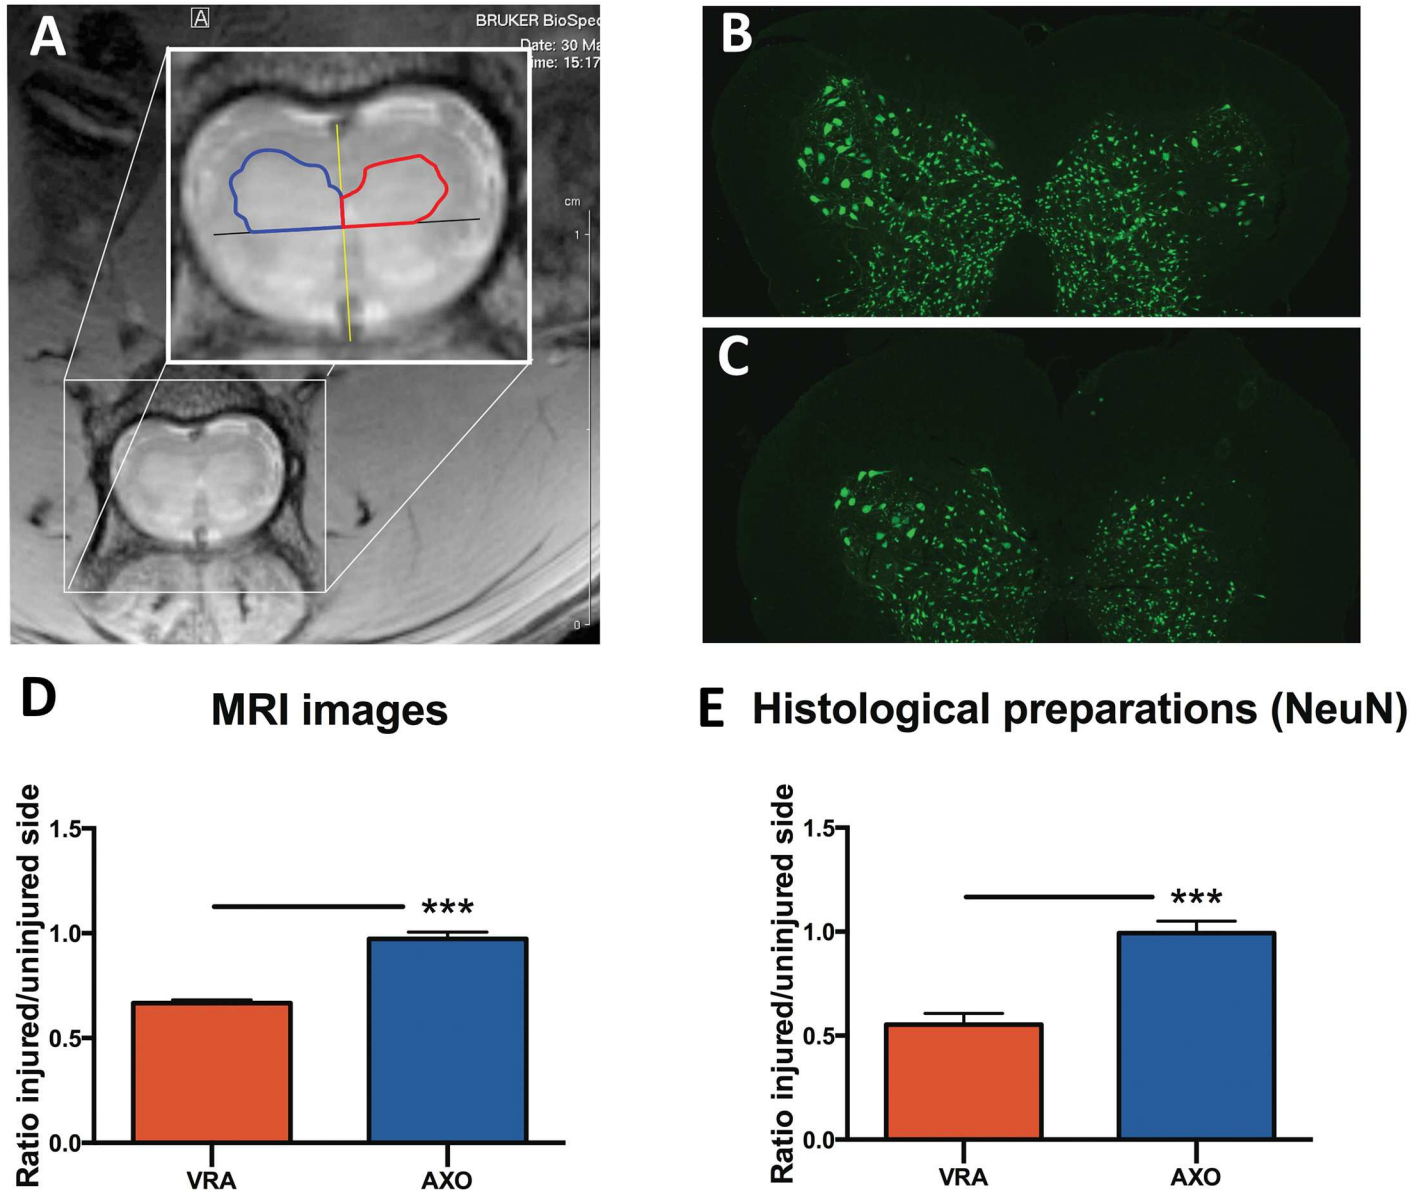 A
A
BRUKER BioSpec
Date: 30 Ma
ime: 15:17
cm
1
0
B
C
D
MRI images
Ratio injured/uninjured side
1.5
1.0
0.5
0.0
***
VRA
AXO
E
Histological preparations (NeuN)
Ratio injured/uninjured side
1.5
1.0
0.5
0.0
***
VRA
AXO